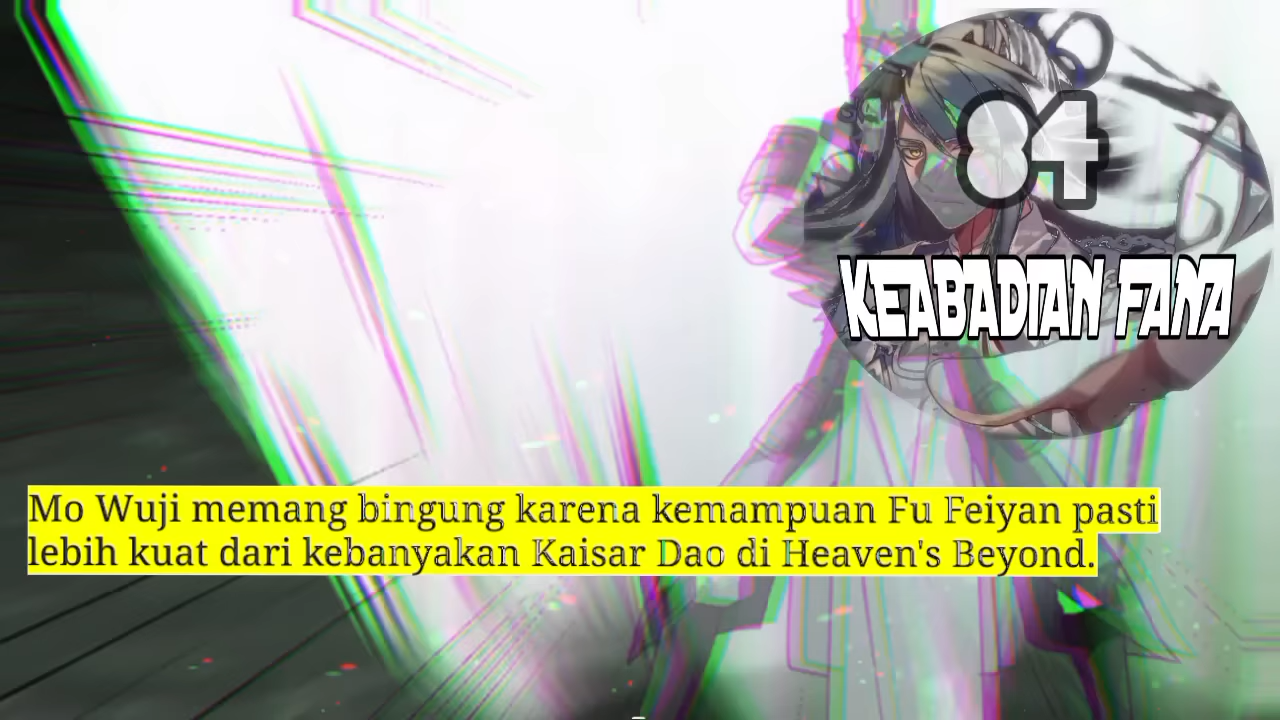 84
KEABADIAN FANA
Mo Wuji memang bingung karena kemampuan Fu Feiyan pasti
lebih kuat dari kebanyakan Kaisar Dao di Heaven's Beyond.